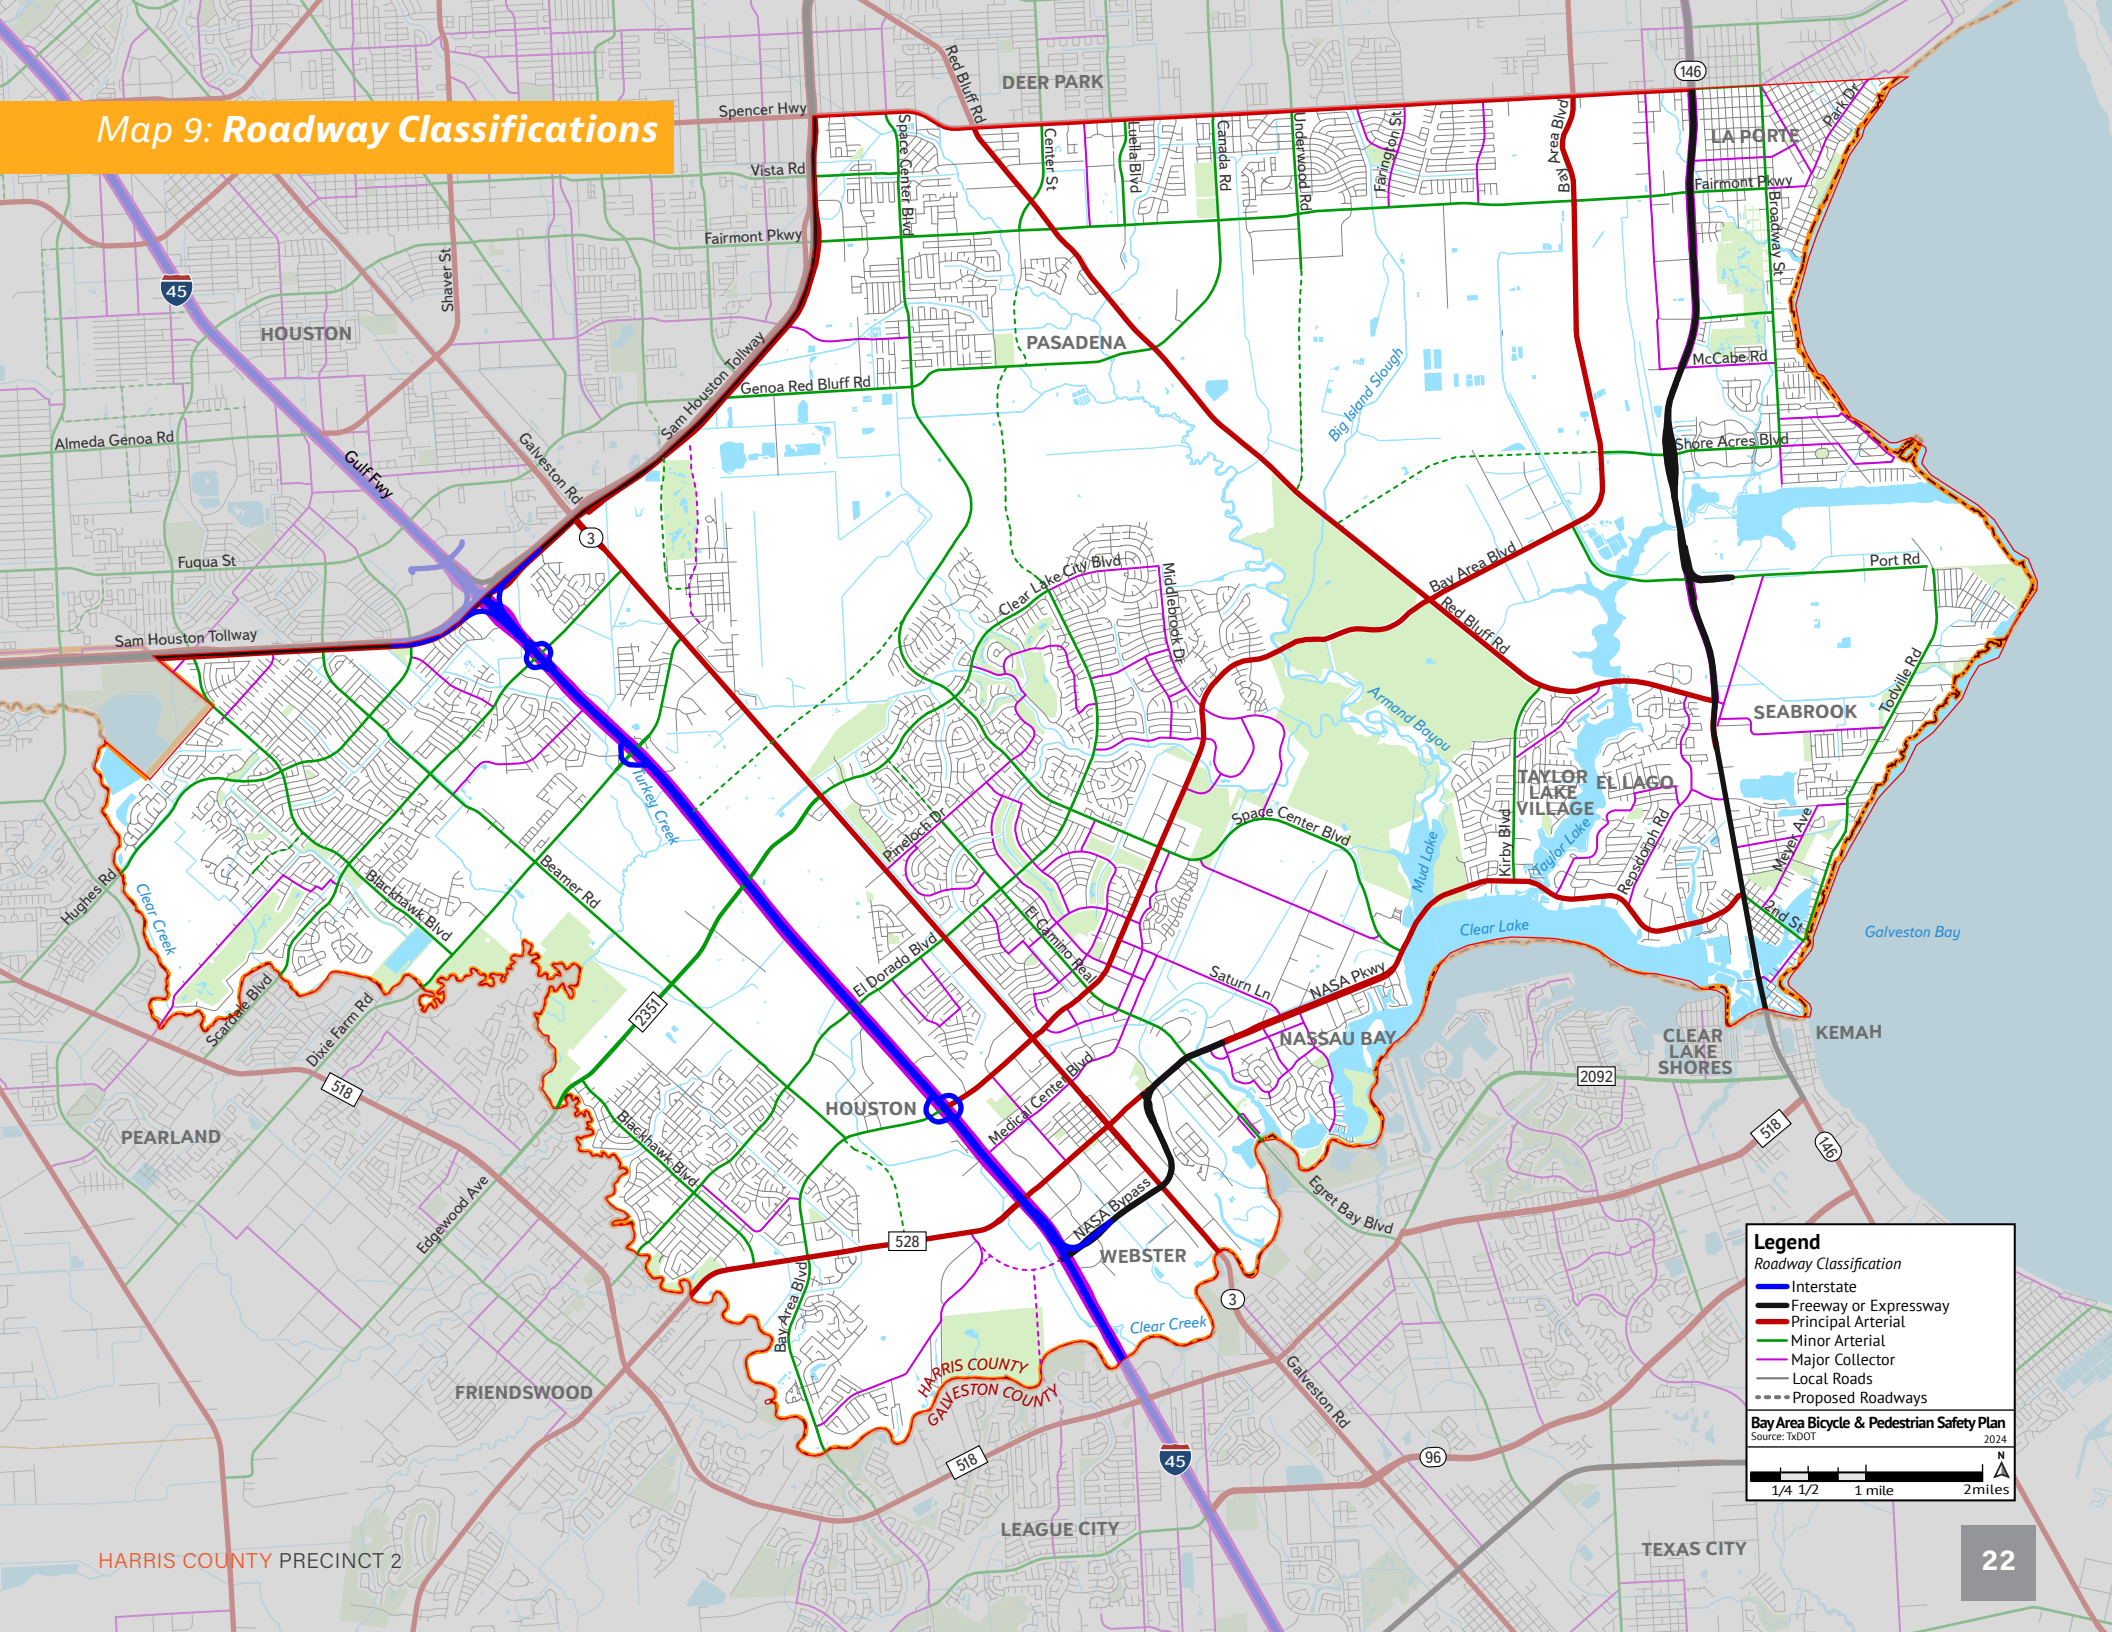 Map 9: Roadway Classifications
DEER PARK
Red Bluff Rd
146
Spencer Hwy
Space Center Blvd
Center St
Luella Blvd
Canada Rd
Underwood Rd
Farington St
Bay Area Blvd
LA PORTE
Park Dr
Vista Rd
Fairmont Pkwy
Fairmont Pkwy
Broadway St
45
Shaver St
HOUSTON
Sam Houston Tollway
PASADENA
Genoa Red Bluff Rd
Big Island Slough
McCabe Rd
Almeda Genoa Rd
Gulf Fwy
Galveston Rd
Shore Acres Blvd
3
Fuqua St
Clear Lake City Blvd
Middlebrook Dr
Bay Area Blvd
Port Rd
Red Bluff Rd
Sam Houston Tollway
Todville Rd
Armand Bayou
SEABROOK
Turkey Creek
TAYLOR
LAKE
VILLAGE
EL LAGO
Pineloch Dr
Space Center Blvd
Kirby Blvd
Taylor Lake
Repsdorph Rd
Meyer Ave
Mud Lake
Beamer Rd
Blackhawk Blvd
Hughes Rd
Clear Creek
El Camino Real
2nd St
Clear Lake
Galveston Bay
El Dorado Blvd
Saturn Ln
NASA Pkwy
2351
Scarsdale Blvd
Dixie Farm Rd
NASSAU BAY
CLEAR
LAKE
SHORES
KEMAH
518
2092
HOUSTON
Medical Center Blvd
PEARLAND
Blackhawk Blvd
518
146
Edgewood Ave
NASA Bypass
Egret Bay Blvd
528
WEBSTER
Bay Area Blvd
3
Clear Creek
HARRIS COUNTY
GALVESTON COUNTY
FRIENDSWOOD
Galveston Rd
518
45
96
LEAGUE CITY
TEXAS CITY
Legend
Roadway Classification
Interstate
Freeway or Expressway
Principal Arterial
Minor Arterial
Major Collector
Local Roads
Proposed Roadways
Bay Area Bicycle & Pedestrian Safety Plan
Source: TxDOT
2024
N
1/4 1/2 1 mile 2miles
HARRIS COUNTY PRECINCT 2
22